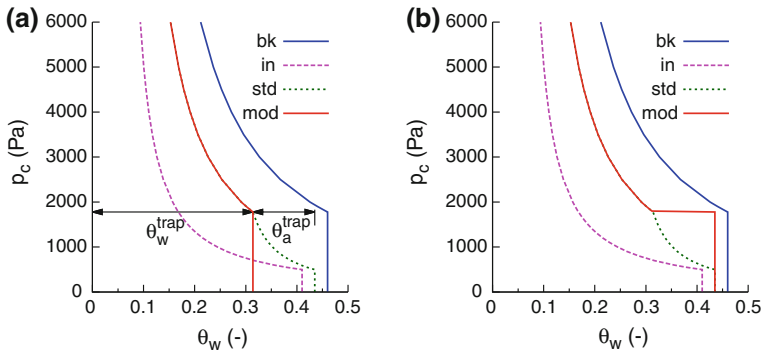 (a)
p_c (Pa)
6000
5000
4000
3000
2000
1000
0
0
0.1
0.2
0.3
0.4
0.5
θ_w (-)
bk
in
std
mod
θ_w^trap
θ_a^trap
(b)
p_c (Pa)
6000
5000
4000
3000
2000
1000
0
0
0.1
0.2
0.3
0.4
0.5
θ_w (-)
bk
in
std
mod